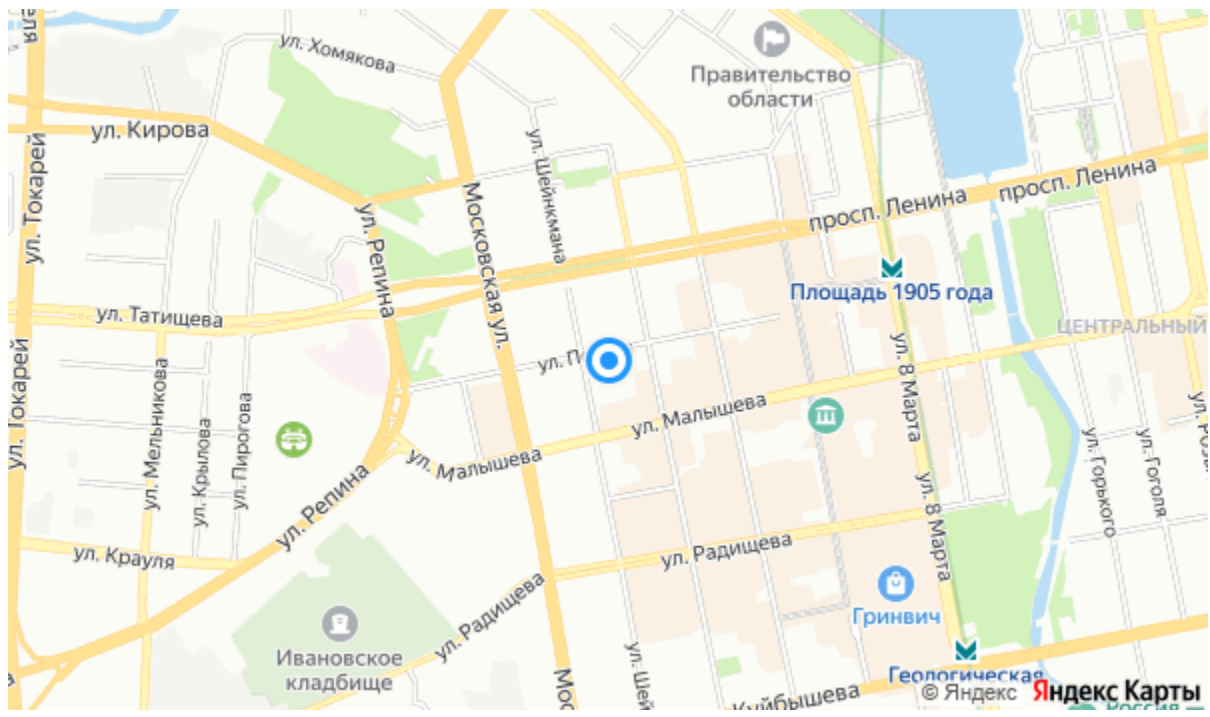 ул. Хомякова
Правительство
области
ул. Кирова
ул. Токарей
ул. Шейнкмана
Московская ул.
ул. Репина
просп. Ленина
просп. Ленина
Площадь 1905 года
ул. Татищева
ЦЕНТРАЛЬНЫЙ
ул.
ул. 8 Марта
ул. Токарей
ул. Мельникова
ул. Крылова
ул. Пирогова
ул. Малышева
ул. Малышева
ул. Горького
ул. Гоголя
ул. Репина
ул. 8 Марта
ул. Крауля
ул. Радищева
ул. Радищева
Гринвич
Ивановское
кладбище
Геологическая
© Яндекс
Яндекс Карты